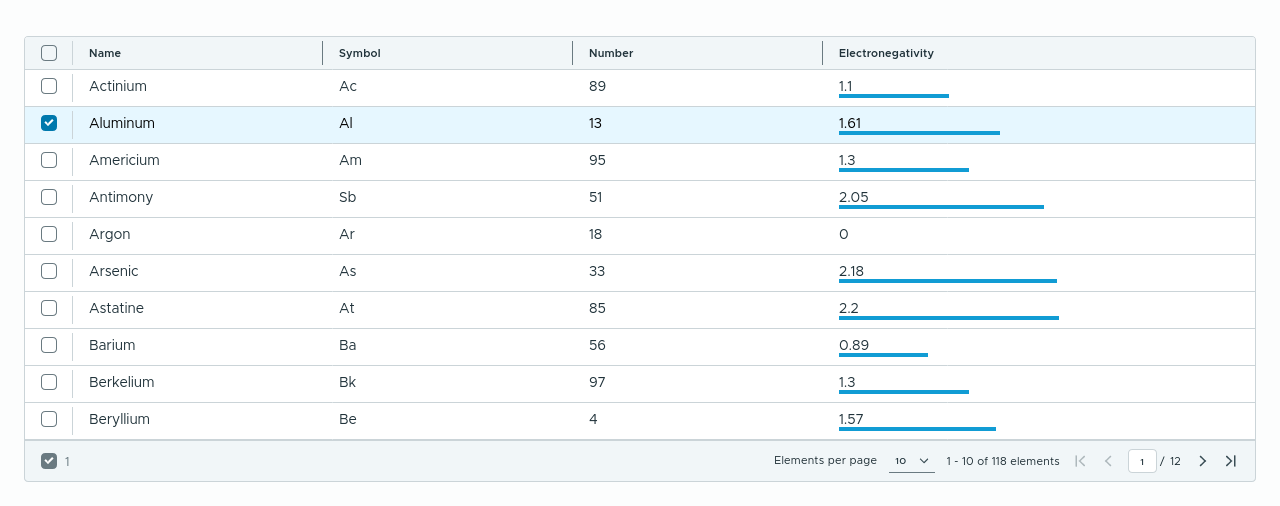 Name Symbol Number Electronegativity
Actinium Ac 89 1.1
Aluminum Al 13 1.61
Americium Am 95 1.3
Antimony Sb 51 2.05
Argon Ar 18 0
Arsenic As 33 2.18
Astatine At 85 2.2
Barium Ba 56 0.89
Berkelium Bk 97 1.3
Beryllium Be 4 1.57
1 Elements per page 10 1 - 10 of 118 elements 1 / 12